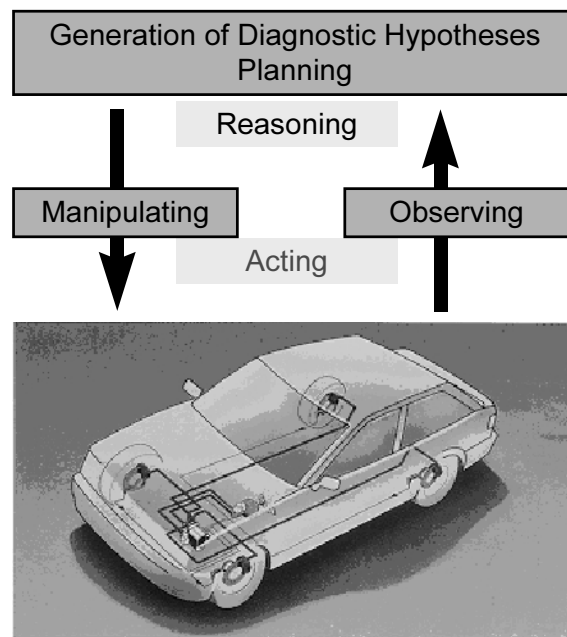 Generation of Diagnostic Hypotheses
Planning
Reasoning
Manipulating
Observing
Acting